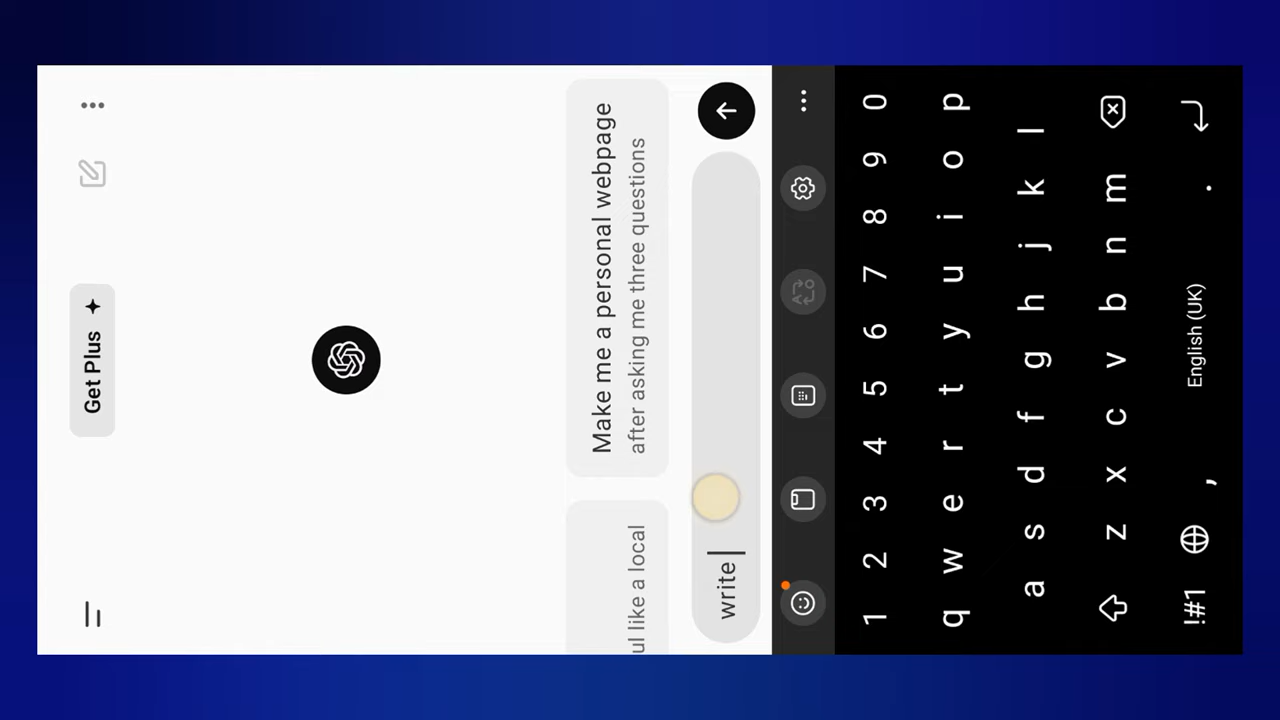 Get Plus
Make me a personal webpage
after asking me three questions
ul like a local
write
1 2 3 4 5 6 7 8 9 0
q w e r t y u i o p
a s d f g h j k l
z x c v b n m
!#1 , English (UK) .